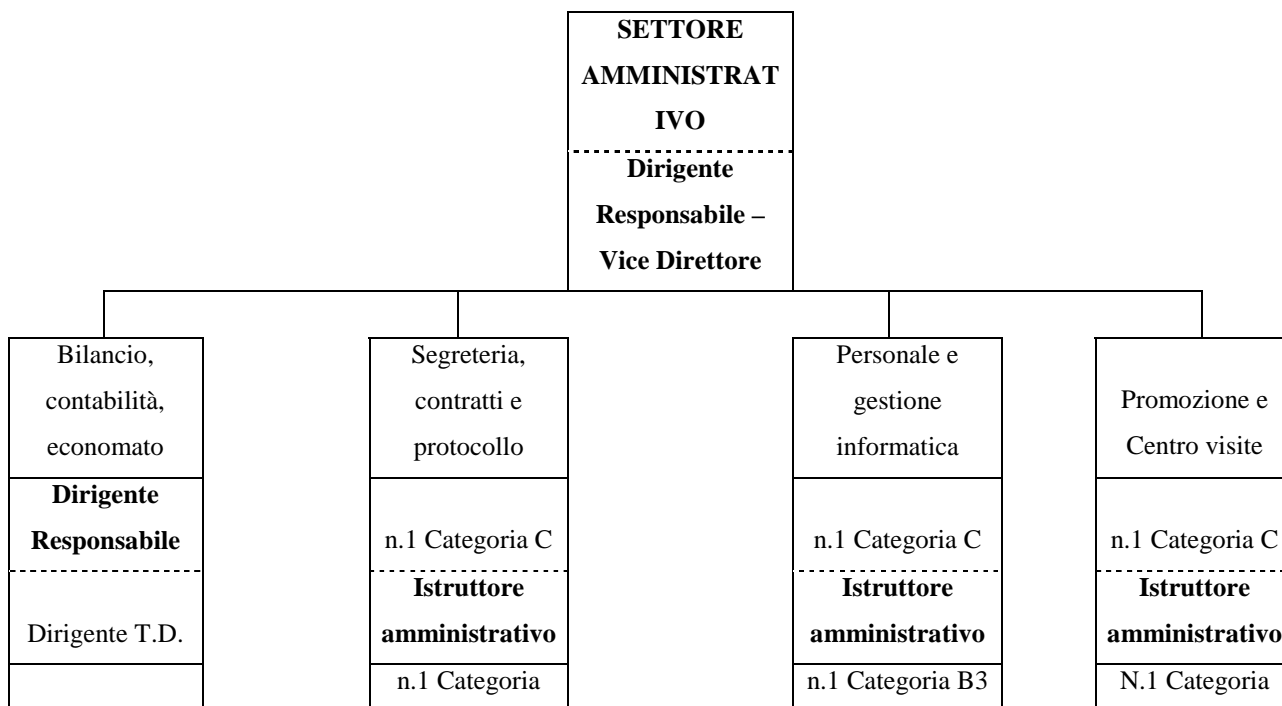 SETTORE
AMMINISTRAT
IVO
Dirigente
Responsabile –
Vice Direttore
Bilancio,
contabilità,
economato
Dirigente
Responsabile
Dirigente T.D.
Segreteria,
contratti e
protocollo
n.1 Categoria C
Istruttore
amministrativo
n.1 Categoria
Personale e
gestione
informatica
n.1 Categoria C
Istruttore
amministrativo
n.1 Categoria B3
Promozione e
Centro visite
n.1 Categoria C
Istruttore
amministrativo
N.1 Categoria